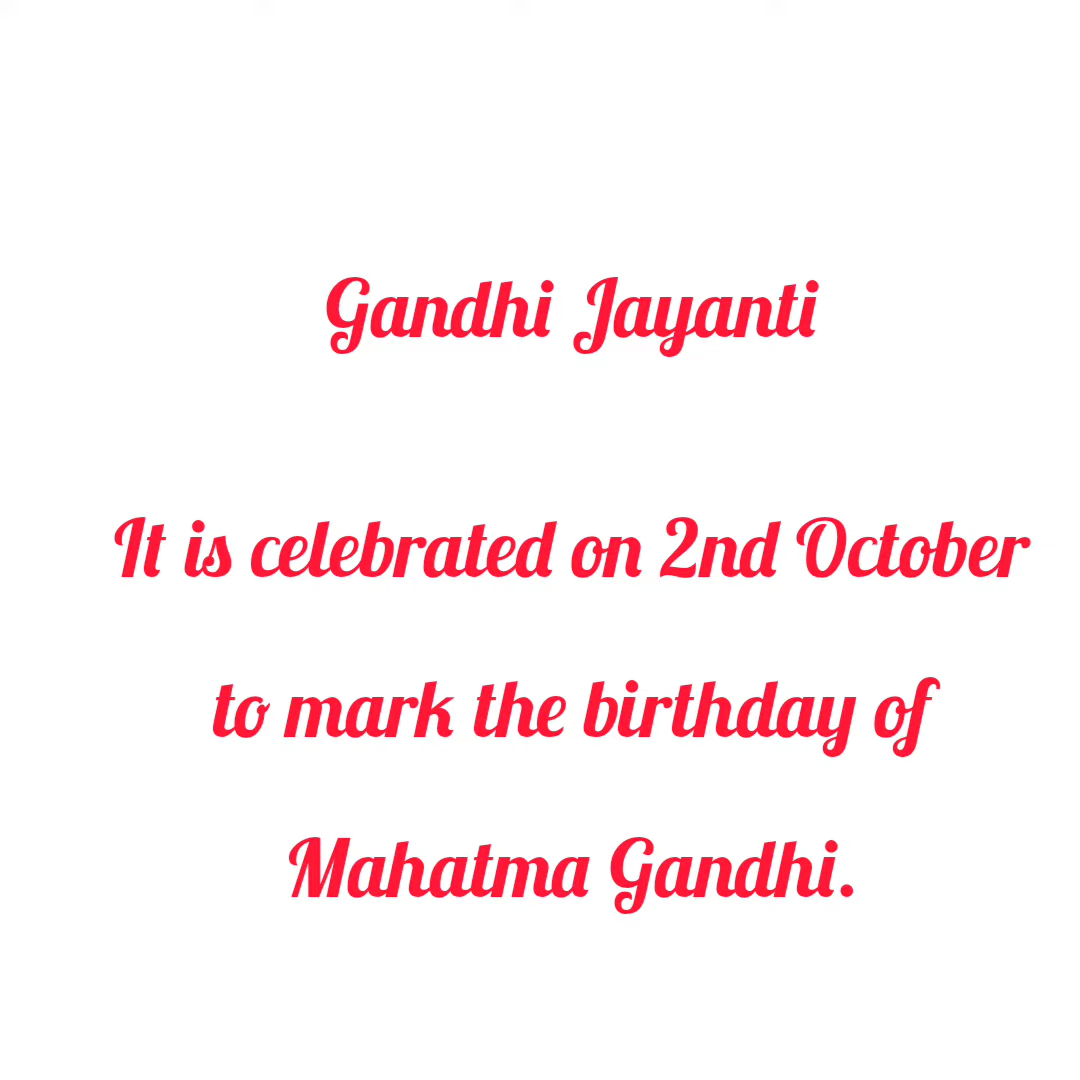 Gandhi Jayanti
It is celebrated on 2nd October
to mark the birthday of
Mahatma Gandhi.